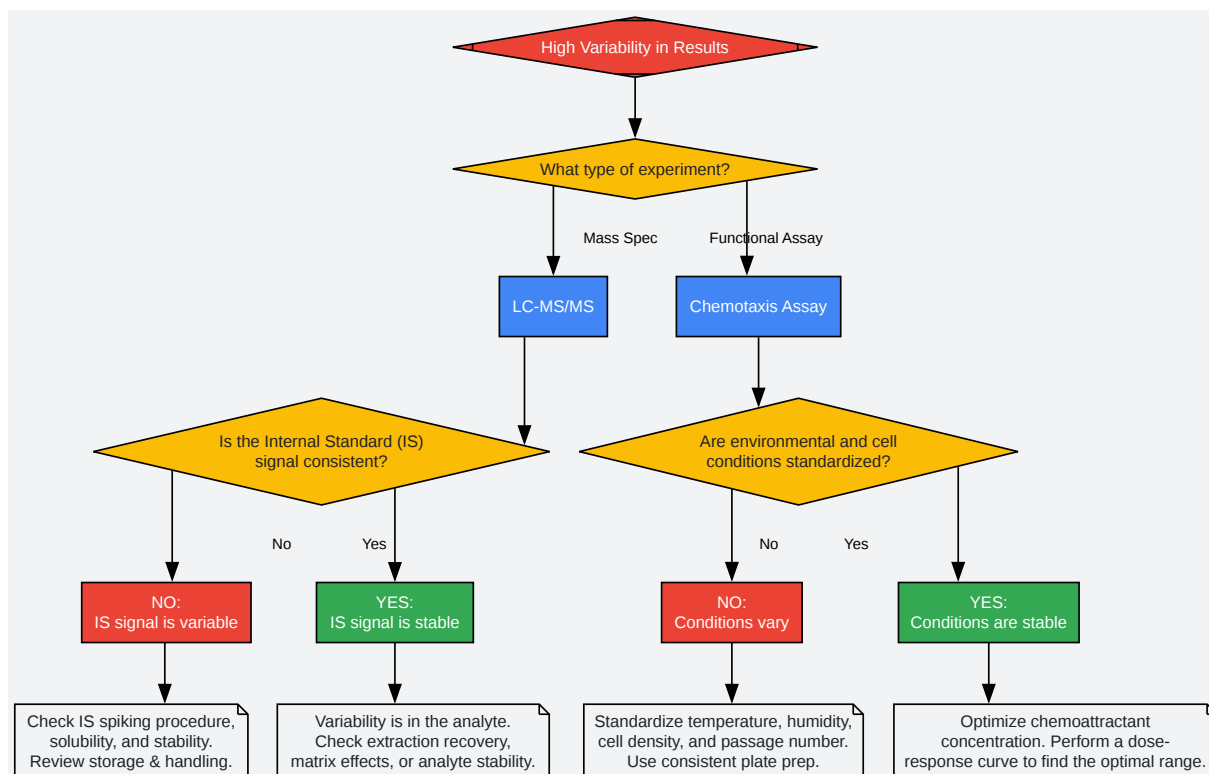 High Variability in Results
What type of experiment?
Mass Spec
Functional Assay
LC-MS/MS
Chemotaxis Assay
Is the Internal Standard (IS)
signal consistent?
Are environmental and cell
conditions standardized?
No
Yes
No
Yes
NO:
IS signal is variable
YES:
IS signal is stable
NO:
Conditions vary
YES:
Conditions are stable
Check IS spiking procedure,
solubility, and stability.
Review storage & handling.
Variability is in the analyte.
Check extraction recovery,
matrix effects, or analyte stability.
Standardize temperature, humidity,
cell density, and passage number.
Use consistent plate prep.
Optimize chemoattractant
concentration. Perform a dose-
response curve to find the optimal range.